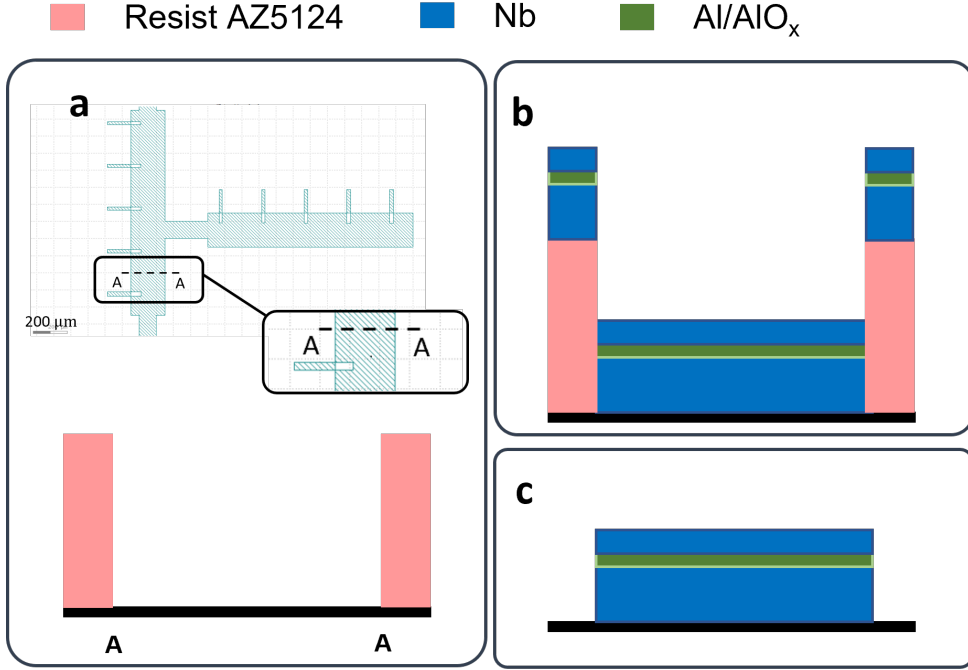 Resist AZ5124
Nb
Al/AlOₓ
a
A A
200 μm
A A
A A
b
c